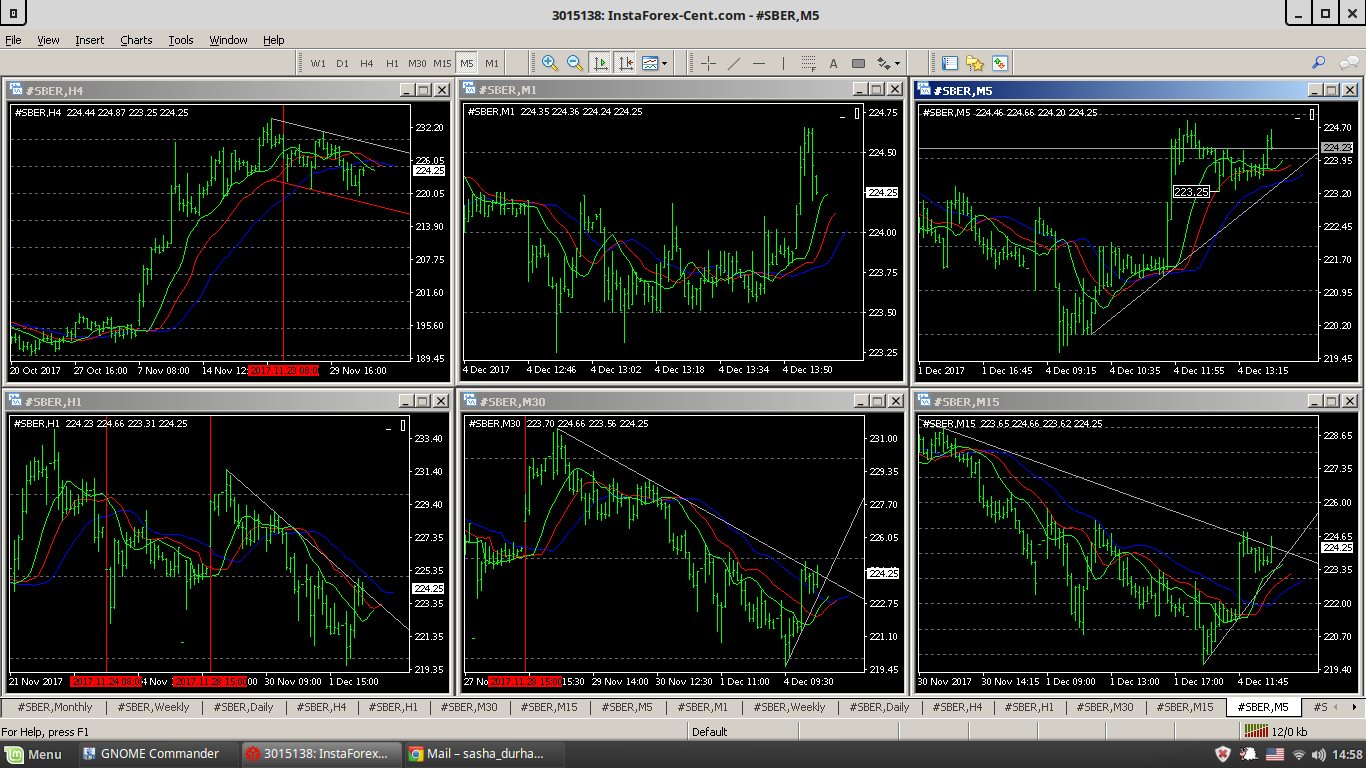 3015138: InstaForex-Cent.com - #SBER,M5
File View Insert Charts Tools Window Help
W1 D1 H4 H1 M30 M15 M5 M1 A
#SBER,H4
#SBER,H4 224.44 224.87 223.25 224.25
232.20
226.05
224.25
220.05
213.90
207.75
201.60
195.60
189.45
20 Oct 2017 27 Oct 16:00 7 Nov 08:00 14 Nov 12: 2017.11.23 08:00 29 Nov 16:00
#SBER,M1
#SBER,M1 224.35 224.36 224.24 224.25
224.75
224.50
224.25
224.00
223.75
223.50
223.25
4 Dec 2017 4 Dec 12:46 4 Dec 13:02 4 Dec 13:18 4 Dec 13:34 4 Dec 13:50
#SBER,M5
#SBER,M5 224.46 224.66 224.20 224.25
224.70
224.23
223.95
223.25
223.20
222.45
221.70
220.95
220.20
219.45
1 Dec 2017 1 Dec 16:45 4 Dec 09:15 4 Dec 10:35 4 Dec 11:55 4 Dec 13:15
#SBER,H1
#SBER,H1 224.23 224.66 223.31 224.25
233.40
231.40
229.40
227.35
225.35
224.25
223.35
221.35
219.35
21 Nov 2017 2017.11.24 08:0 4 Nov 2017.11.28 15:00 00 30 Nov 09:00 1 Dec 15:00
#SBER,M30
#SBER,M30 223.70 224.66 223.56 224.25
231.00
229.35
227.70
226.05
224.25
222.75
221.10
219.45
27 No 2017.11.28 15:00 15:30 29 Nov 14:00 30 Nov 12:30 1 Dec 11:00 4 Dec 09:30
#SBER,M15
#SBER,M15 223.65 224.66 223.62 224.25
228.65
227.35
226.00
224.65
224.25
223.35
222.00
220.70
219.40
30 Nov 2017 30 Nov 14:15 1 Dec 09:00 1 Dec 13:00 1 Dec 17:00 4 Dec 11:45
#SBER,Monthly #SBER,Weekly #SBER,Daily #SBER,H4 #SBER,H1 #SBER,M30 #SBER,M15 #SBER,M5 #SBER,M1 #SBER,Weekly #SBER,Daily #SBER,H4 #SBER,H1 #SBER,M30 #SBER,M15 #SBER,M5 #S
For Help, press F1 Default 12/0 kb
Menu GNOME Commander 3015138: InstaForex... Mail – sasha_durha... 14:58